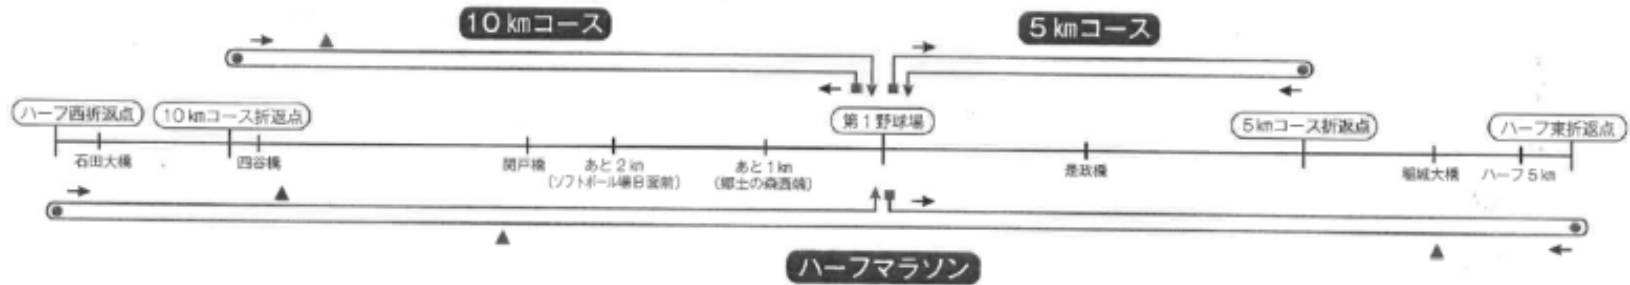 10㎞コース
5㎞コース
ハーフ西折返点
10㎞コース折返点
第1野球場
5㎞コース折返点
ハーフ東折返点
石田大橋
四谷橋
関戸橋
あと2㎞
(ソフトボール場B面前)
あと1㎞
(郷土の森西端)
是政橋
稲城大橋
ハーフ5㎞
ハーフマラソン